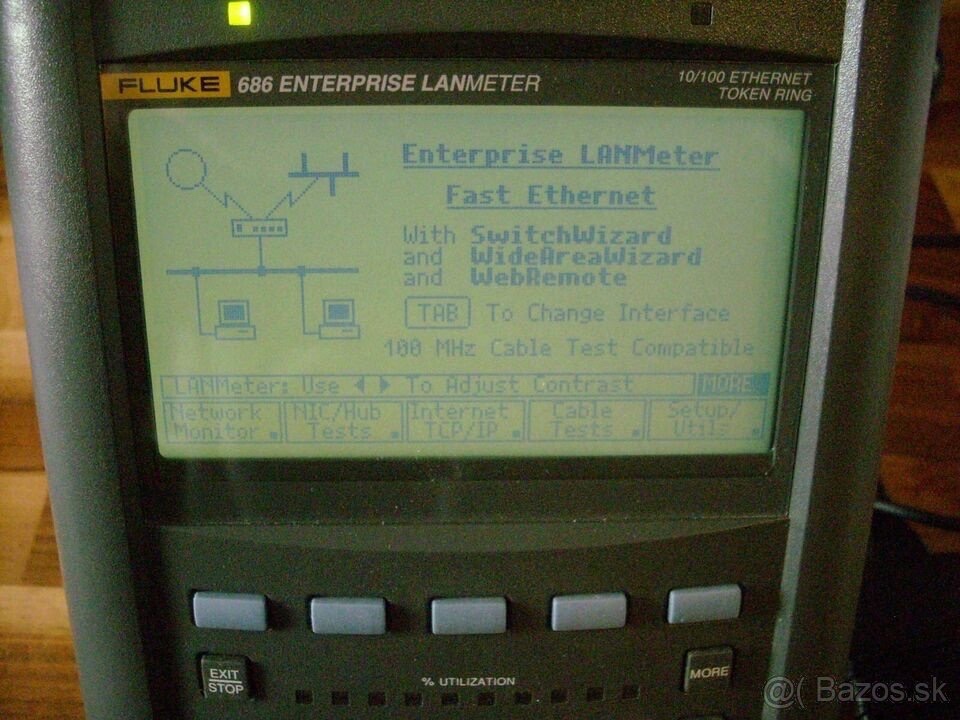 FLUKE 686 ENTERPRISE LANMETER
10/100 ETHERNET
TOKEN RING
Enterprise LANMeter
Fast Ethernet
With SwitchWizard
and WideAreaWizard
and WebRemote
TAB To Change Interface
100 MHz Cable Test Compatible
LANMeter: Use ◀ ▶ To Adjust Contrast MORE
Network Monitor
NIC/Hub Tests
Internet TCP/IP
Cable Tests
Setup/ Utils
EXIT
STOP
% UTILIZATION
MORE
@( Bazos.sk